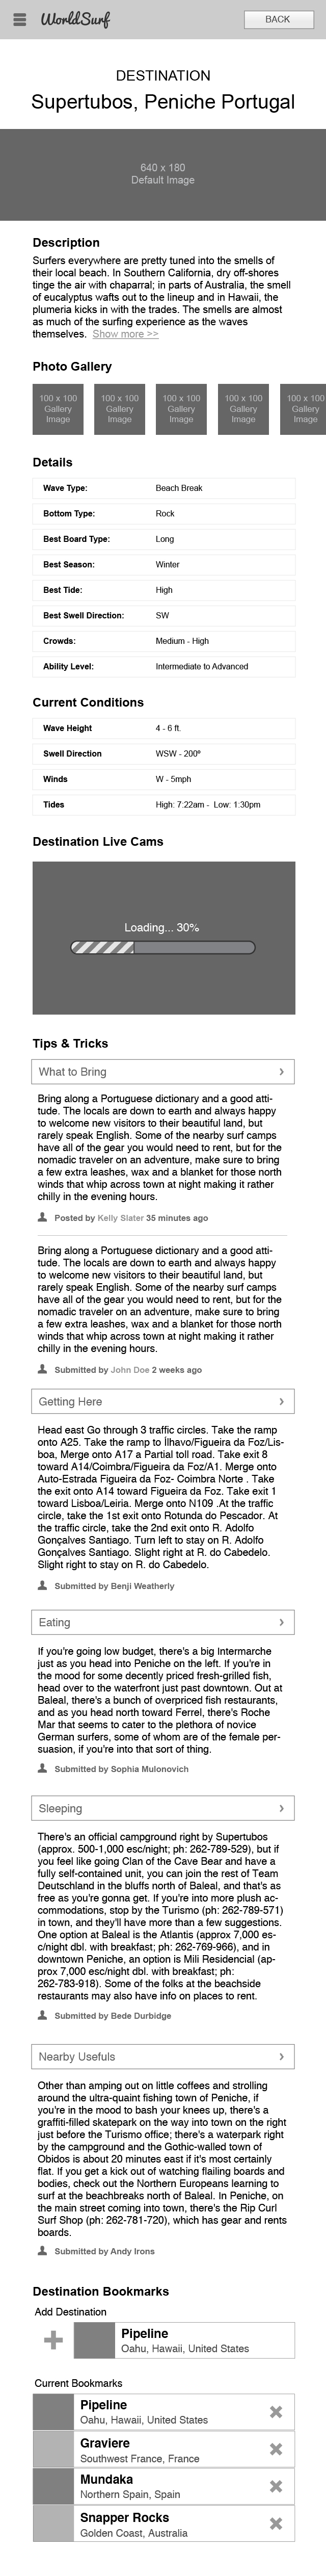 WorldSurf
BACK
DESTINATION
Supertubos, Peniche Portugal
640 x 180
Default Image
Description
Surfers everywhere are pretty tuned into the smells of
their local beach. In Southern California, dry off-shores
tinge the air with chaparral; in parts of Australia, the smell
of eucalyptus wafts out to the lineup and in Hawaii, the
plumeria kicks in with the trades. The smells are almost
as much of the surfing experience as the waves
themselves. Show more >>
Photo Gallery
100 x 100 100 x 100 100 x 100 100 x 100 100 x 100
Gallery Gallery Gallery Gallery Gallery
Image Image Image Image Image
Details
Wave Type: Beach Break
Bottom Type: Rock
Best Board Type: Long
Best Season: Winter
Best Tide: High
Best Swell Direction: SW
Crowds: Medium - High
Ability Level: Intermediate to Advanced
Current Conditions
Wave Height 4 - 6 ft.
Swell Direction WSW - 200º
Winds W - 5mph
Tides High: 7:22am - Low: 1:30pm
Destination Live Cams
Loading... 30%
Tips & Tricks
What to Bring
Bring along a Portuguese dictionary and a good atti-
tude. The locals are down to earth and always happy
to welcome new visitors to their beautiful land, but
rarely speak English. Some of the nearby surf camps
have all of the gear you would need to rent, but for the
nomadic traveler on an adventure, make sure to bring
a few extra leashes, wax and a blanket for those north
winds that whip across town at night making it rather
chilly in the evening hours.
Posted by Kelly Slater 35 minutes ago
Bring along a Portuguese dictionary and a good atti-
tude. The locals are down to earth and always happy
to welcome new visitors to their beautiful land, but
rarely speak English. Some of the nearby surf camps
have all of the gear you would need to rent, but for the
nomadic traveler on an adventure, make sure to bring
a few extra leashes, wax and a blanket for those north
winds that whip across town at night making it rather
chilly in the evening hours.
Submitted by John Doe 2 weeks ago
Getting Here
Head east Go through 3 traffic circles. Take the ramp
onto A25. Take the ramp to Ílhavo/Figueira da Foz/Lis-
boa, Merge onto A17 a Partial toll road. Take exit 8
toward A14/Coimbra/Figueira da Foz/A1. Merge onto
Auto-Estrada Figueira da Foz- Coimbra Norte . Take
the exit onto A14 toward Figueira da Foz. Take exit 1
toward Lisboa/Leiria. Merge onto N109 .At the traffic
circle, take the 1st exit onto Rotunda do Pescador. At
the traffic circle, take the 2nd exit onto R. Adolfo
Gonçalves Santiago. Turn left to stay on R. Adolfo
Gonçalves Santiago. Slight right at R. do Cabedelo.
Slight right to stay on R. do Cabedelo.
Submitted by Benji Weatherly
Eating
If you're going low budget, there's a big Intermarche
just as you head into Peniche on the left. If you're in
the mood for some decently priced fresh-grilled fish,
head over to the waterfront just past downtown. Out at
Baleal, there's a bunch of overpriced fish restaurants,
and as you head north toward Ferrel, there's Roche
Mar that seems to cater to the plethora of novice
German surfers, some of whom are of the female per-
suasion, if you're into that sort of thing.
Submitted by Sophia Mulonovich
Sleeping
There's an official campground right by Supertubos
(approx. 500-1,000 esc/night; ph: 262-789-529), but if
you feel like going Clan of the Cave Bear and have a
fully self-contained unit, you can join the rest of Team
Deutschland in the bluffs north of Baleal, and that's as
free as you're gonna get. If you're into more plush ac-
commodations, stop by the Turismo (ph: 262-789-571)
in town, and they'll have more than a few suggestions.
One option at Baleal is the Atlantis (approx 7,000 es-
c/night dbl. with breakfast; ph: 262-769-966), and in
downtown Peniche, an option is Mili Residencial (ap-
prox 7,000 esc/night dbl. with breakfast; ph:
262-783-918). Some of the folks at the beachside
restaurants may also have info on places to rent.
Submitted by Bede Durbidge
Nearby Usefuls
Other than amping out on little coffees and strolling
around the ultra-quaint fishing town of Peniche, if
you're in the mood to bash your knees up, there's a
graffiti-filled skatepark on the way into town on the right
just before the Turismo office; there's a waterpark right
by the campground and the Gothic-walled town of
Obidos is about 20 minutes east if it's most certainly
flat. If you get a kick out of watching flailing boards and
bodies, check out the Northern Europeans learning to
surf at the beachbreaks north of Baleal. In Peniche, on
the main street coming into town, there's the Rip Curl
Surf Shop (ph: 262-781-720), which has gear and rents
boards.
Submitted by Andy Irons
Destination Bookmarks
Add Destination
Pipeline
Oahu, Hawaii, United States
Current Bookmarks
Pipeline
Oahu, Hawaii, United States
Graviere
Southwest France, France
Mundaka
Northern Spain, Spain
Snapper Rocks
Golden Coast, Australia